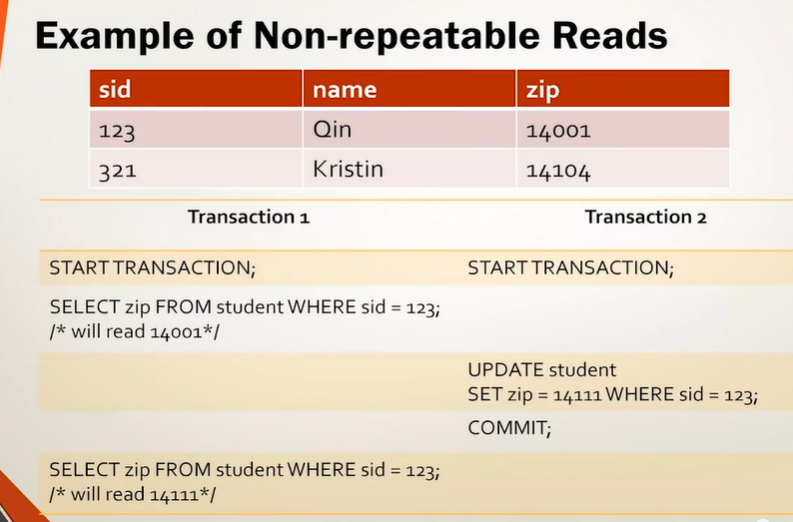 Example of Non-repeatable Reads
sid name zip
123 Qin 14001
321 Kristin 14104
Transaction 1 Transaction 2
START TRANSACTION; START TRANSACTION;
SELECT zip FROM student WHERE sid = 123;
/* will read 14001*/
UPDATE student
SET zip = 14111 WHERE sid = 123;
COMMIT;
SELECT zip FROM student WHERE sid = 123;
/* will read 14111*/